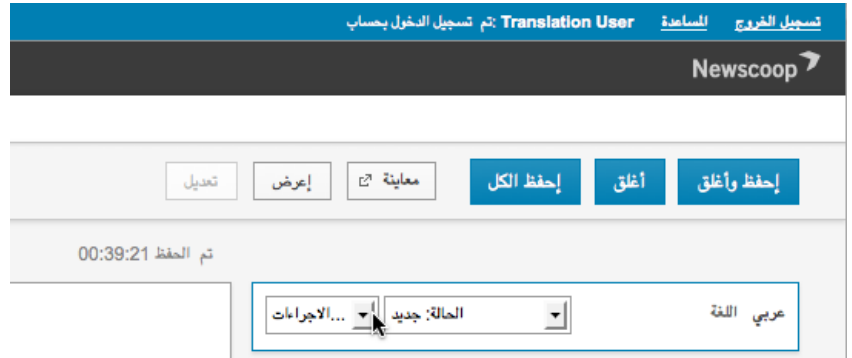 تسجيل الخروج المساعدة Translation User :تم تسجيل الدخول بحساب
Newscoop
إحفظ وأغلق أغلق إحفظ الكل معاينة إعرض تعديل
تم الحفظ 00:39:21
عربي اللغة الحالة: جديد ...الاجراءات